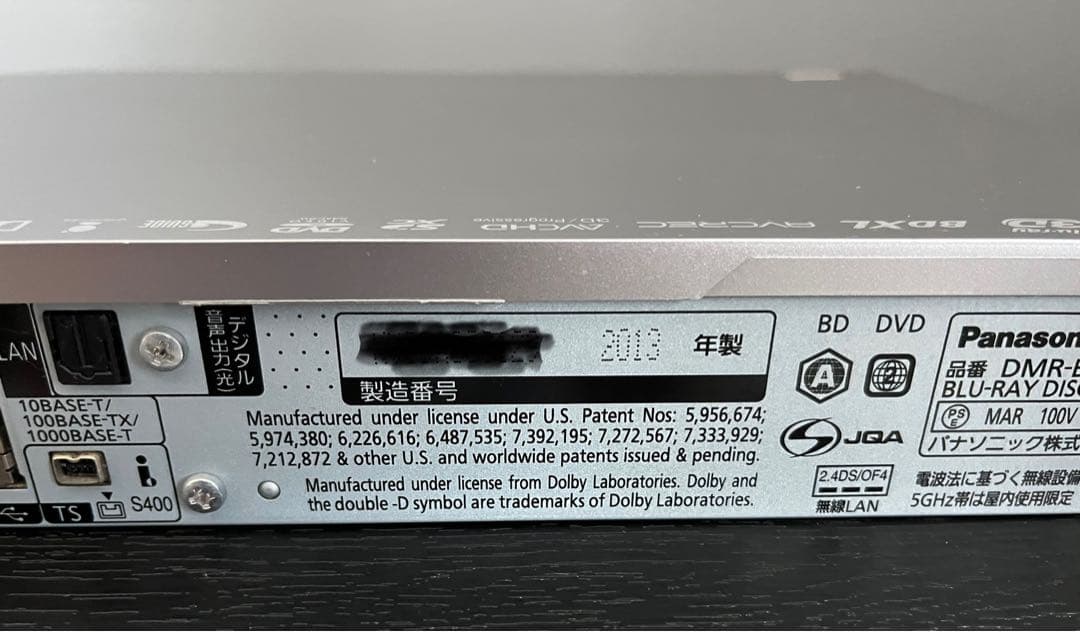 3D/Progressive
AVCHD
AVCREC
BDXL
LAN
デジタル
音声出力(光)
2013 年製
製造番号
10BASE-T/
100BASE-TX/
1000BASE-T
TS
S400
Manufactured under license under U.S. Patent Nos: 5,956,674;
5,974,380; 6,226,616; 6,487,535; 7,392,195; 7,272,567; 7,333,929;
7,212,872 & other U.S. and worldwide patents issued & pending.
Manufactured under license from Dolby Laboratories. Dolby and
the double -D symbol are trademarks of Dolby Laboratories.
BD DVD
A 2
JQA
2.4DS/OF4
無線LAN
Panason
品番 DMR-
BLU-RAY DIS
PS
E
MAR 100V
パナソニック株式
電波法に基づく無線設備
5GHz帯は屋内使用限定